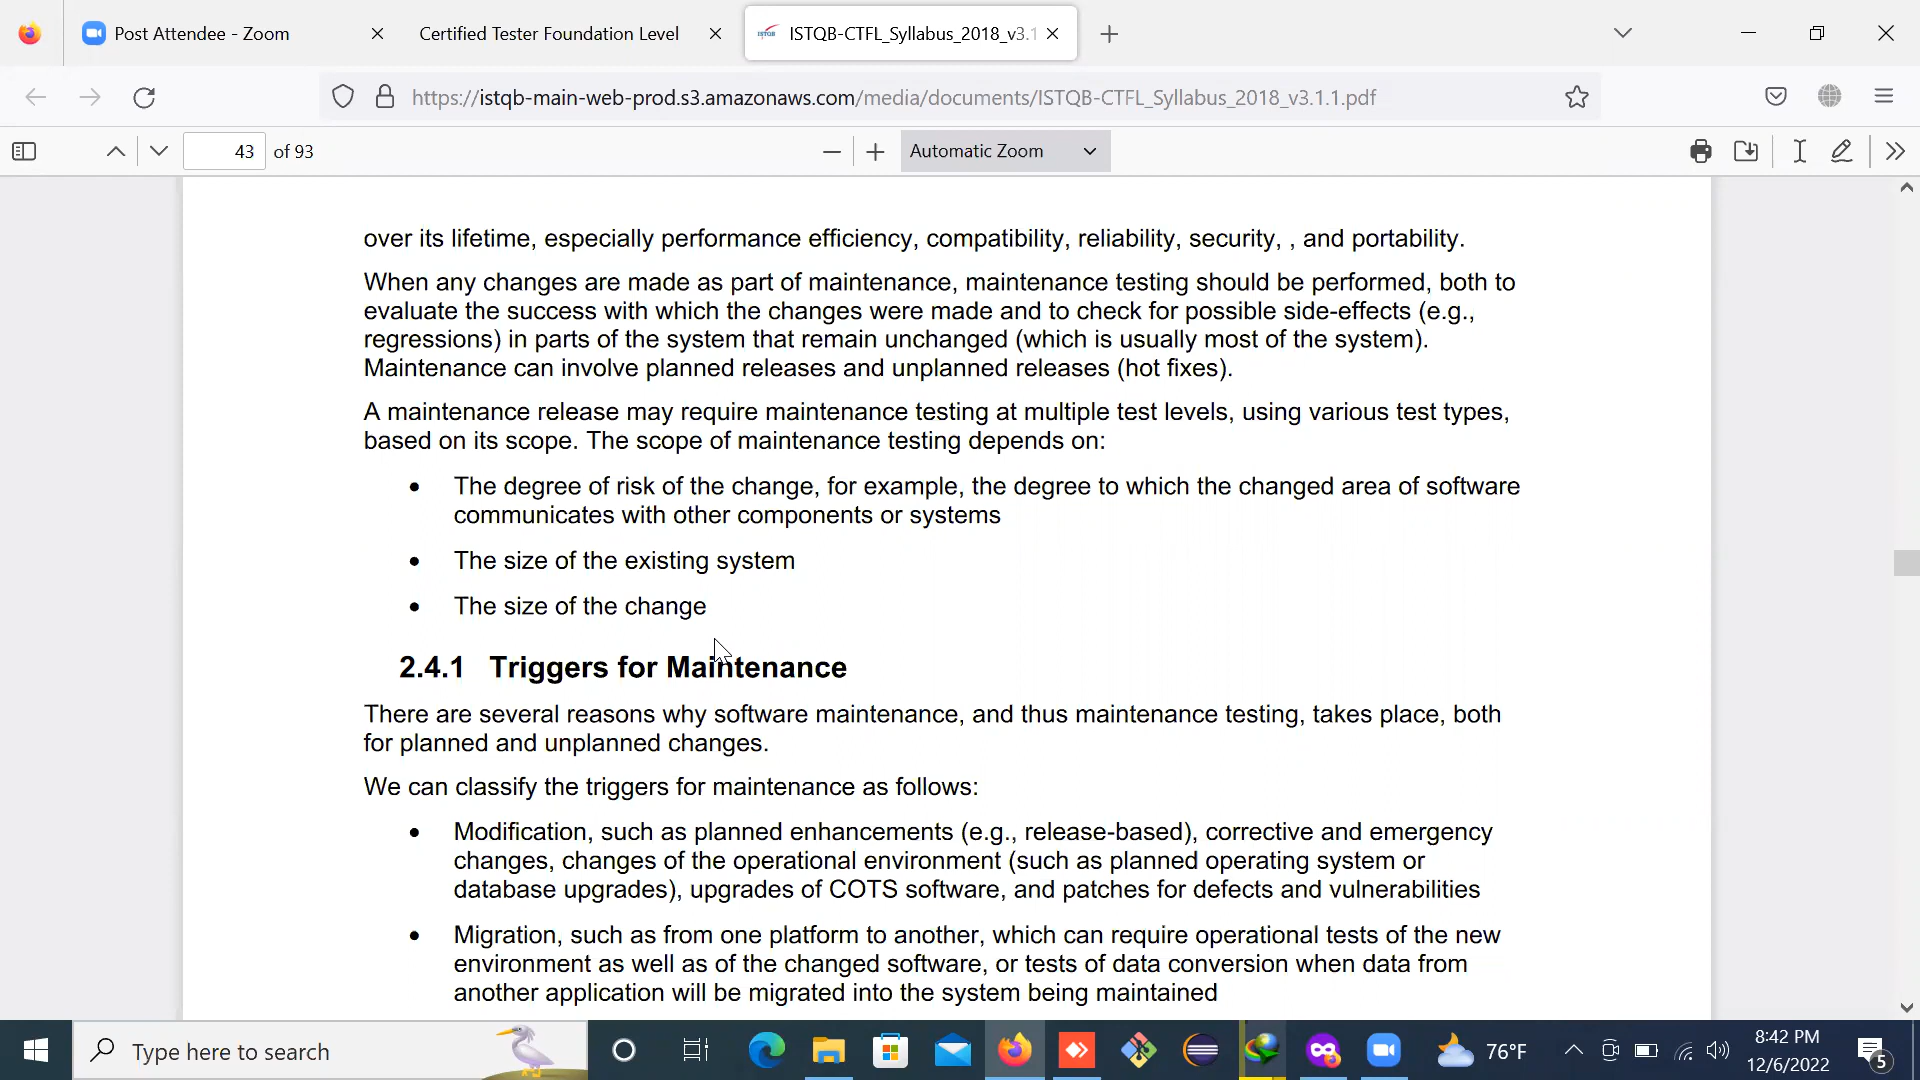 Post Attendee - Zoom
Certified Tester Foundation Level
ISTQB ISTQB-CTFL_Syllabus_2018_v3.1
https://istqb-main-web-prod.s3.amazonaws.com/media/documents/ISTQB-CTFL_Syllabus_2018_v3.1.1.pdf
43 of 93
Automatic Zoom
over its lifetime, especially performance efficiency, compatibility, reliability, security, , and portability.
When any changes are made as part of maintenance, maintenance testing should be performed, both to
evaluate the success with which the changes were made and to check for possible side-effects (e.g.,
regressions) in parts of the system that remain unchanged (which is usually most of the system).
Maintenance can involve planned releases and unplanned releases (hot fixes).
A maintenance release may require maintenance testing at multiple test levels, using various test types,
based on its scope. The scope of maintenance testing depends on:
• The degree of risk of the change, for example, the degree to which the changed area of software
communicates with other components or systems
• The size of the existing system
• The size of the change
2.4.1 Triggers for Maintenance
There are several reasons why software maintenance, and thus maintenance testing, takes place, both
for planned and unplanned changes.
We can classify the triggers for maintenance as follows:
• Modification, such as planned enhancements (e.g., release-based), corrective and emergency
changes, changes of the operational environment (such as planned operating system or
database upgrades), upgrades of COTS software, and patches for defects and vulnerabilities
• Migration, such as from one platform to another, which can require operational tests of the new
environment as well as of the changed software, or tests of data conversion when data from
another application will be migrated into the system being maintained
Type here to search
76°F
8:42 PM
12/6/2022
5